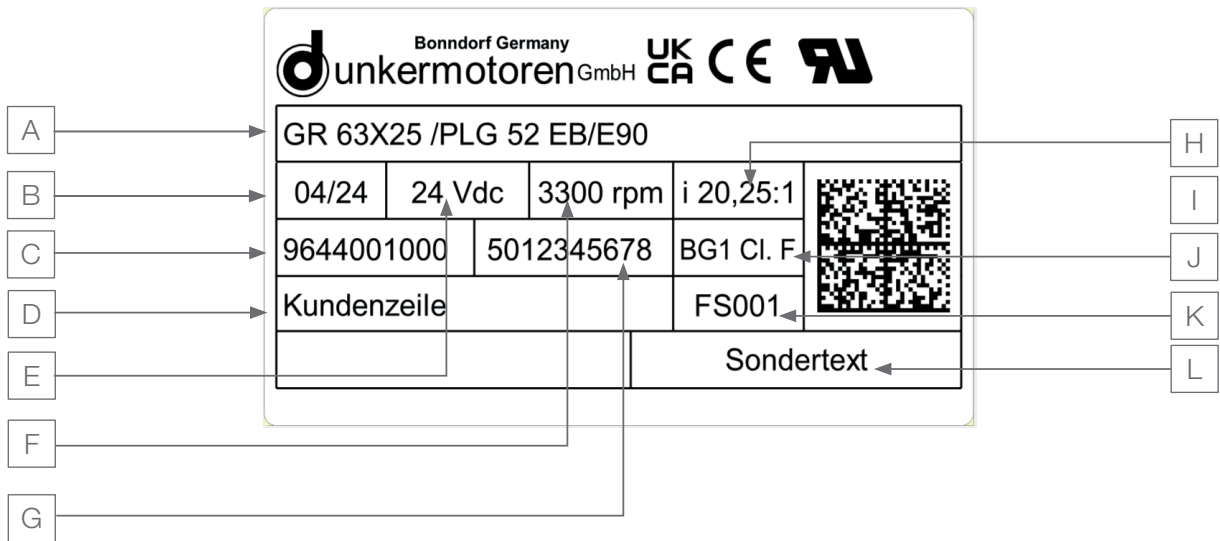 Bonndorf Germany
dunkermotoren GmbH UK CA CE RU
A GR 63X25 /PLG 52 EB/E90 H
B 04/24 24 Vdc 3300 rpm i 20,25:1 I
C 9644001000 5012345678 BG1 Cl. F J
D Kundenzeile FS001 K
E Sondertext L
F
G